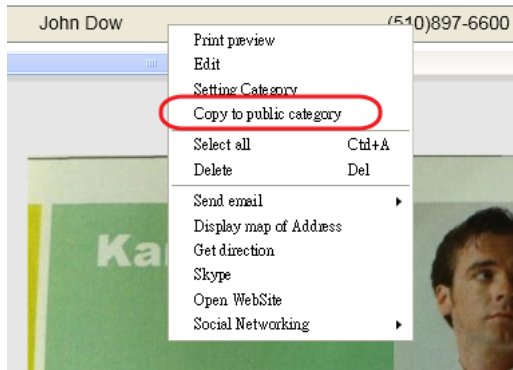 John Dow (510)897-6600
Print preview
Edit
Setting Category
Copy to public category
Select all Ctrl+A
Delete Del
Send email
Display map of Address
Get direction
Skype
Open WebSite
Social Networking
Ka